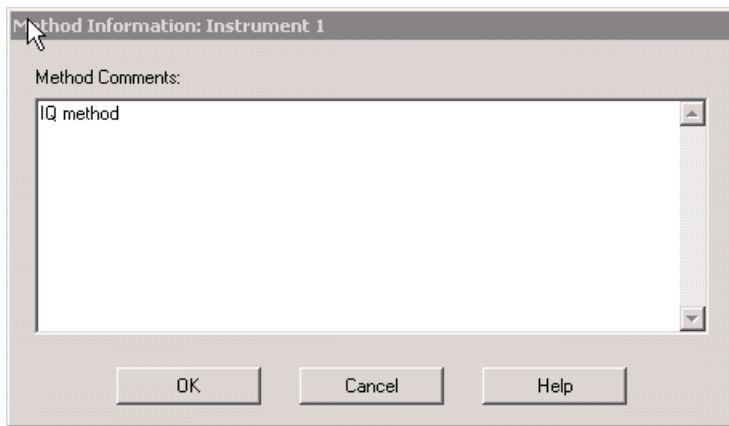 Method Information: Instrument 1
Method Comments:
IQ method
OK
Cancel
Help